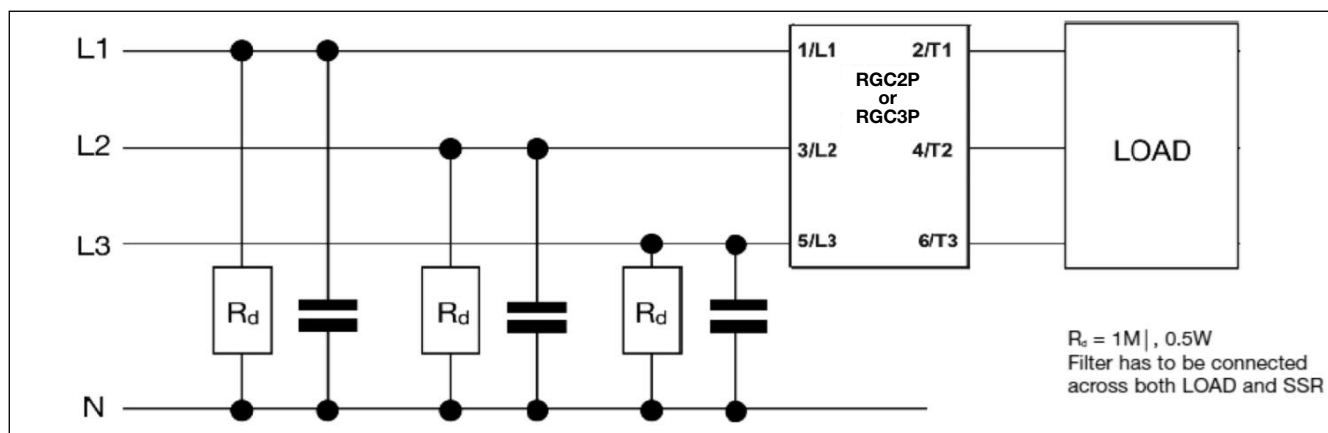 L1
1/L1 2/T1
RGC2P
or
RGC3P
L2
3/L2 4/T2
LOAD
L3
5/L3 6/T3
Rd Rd Rd
Rd = 1M|, 0.5W
Filter has to be connected
across both LOAD and SSR
N